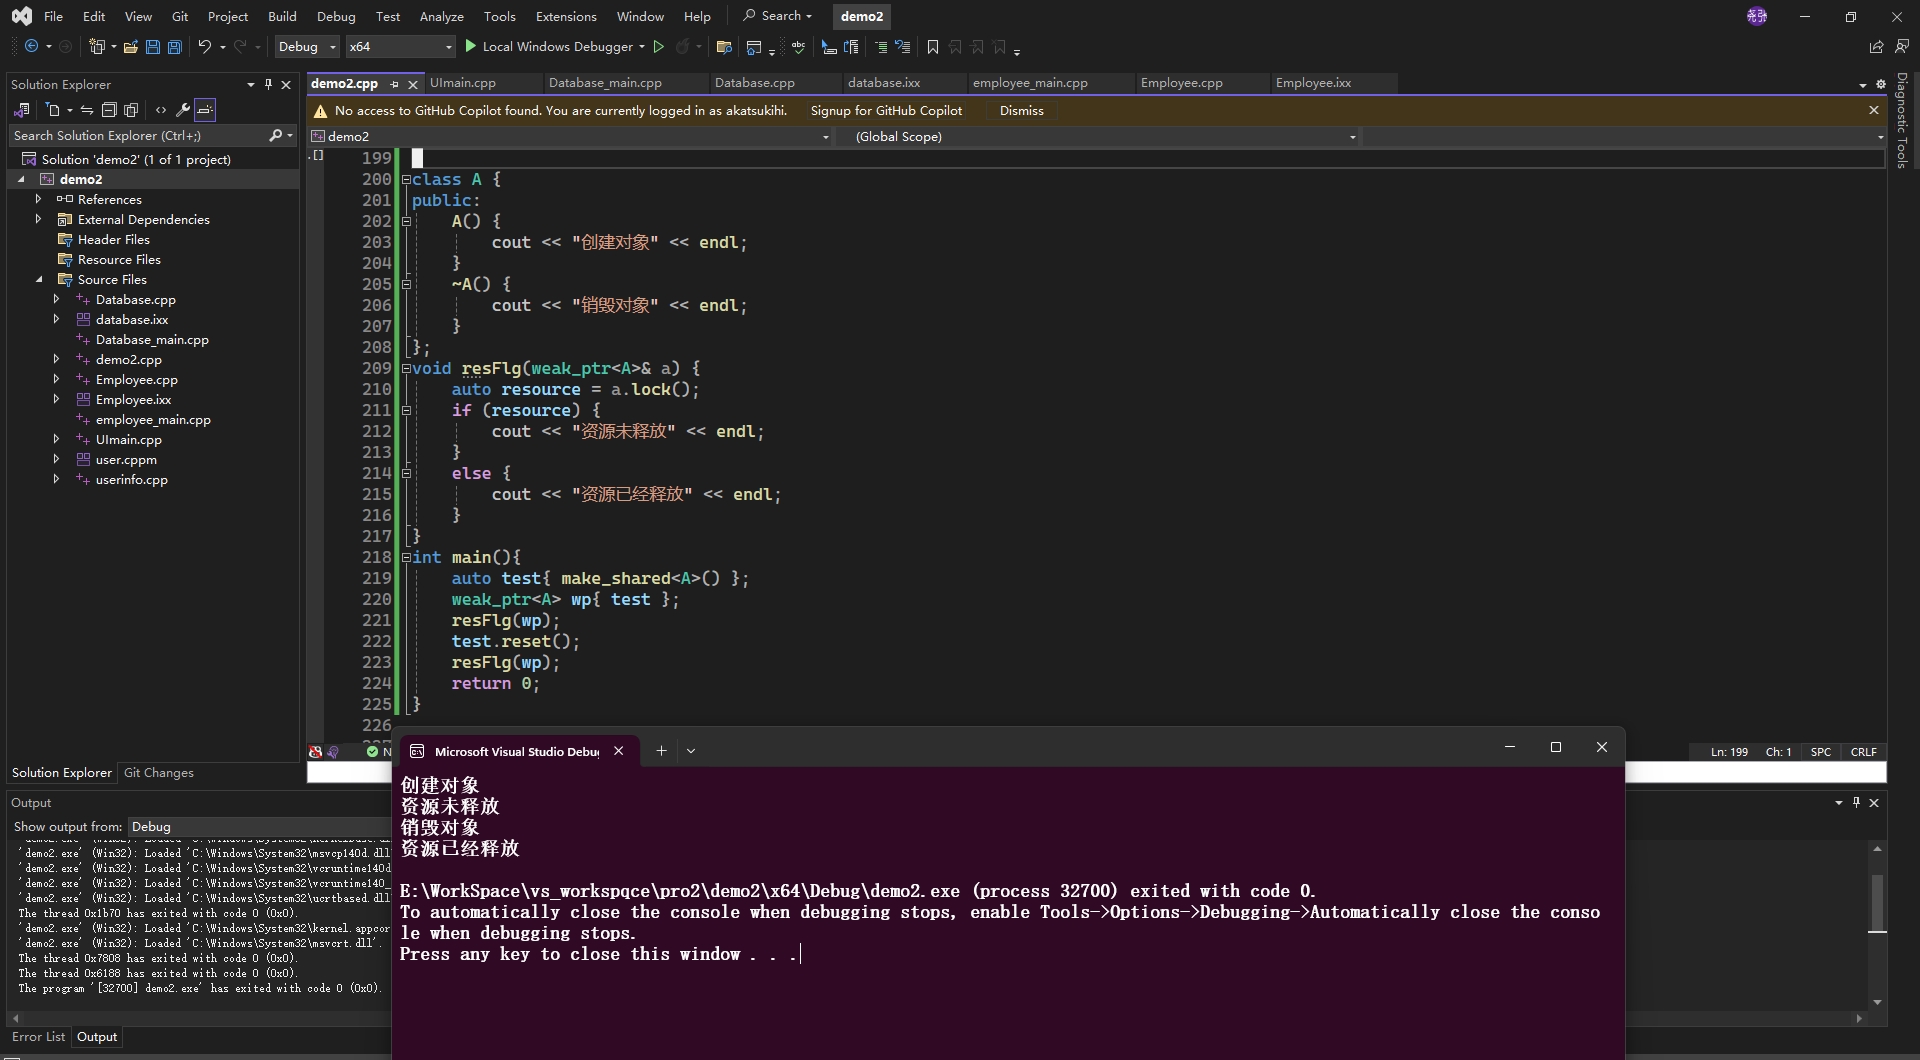 File Edit View Git Project Build Debug Test Analyze Tools Extensions Window Help Search demo2
Debug x64 Local Windows Debugger
Solution Explorer
Search Solution Explorer (Ctrl+;)
Solution 'demo2' (1 of 1 project)
demo2
References
External Dependencies
Header Files
Resource Files
Source Files
Database.cpp
database.ixx
Database_main.cpp
demo2.cpp
Employee.cpp
Employee.ixx
employee_main.cpp
UImain.cpp
user.cppm
userinfo.cpp
Solution Explorer Git Changes
demo2.cpp UImain.cpp Database_main.cpp Database.cpp database.ixx employee_main.cpp Employee.cpp Employee.ixx
No access to GitHub Copilot found. You are currently logged in as akatsukihi. Signup for GitHub Copilot Dismiss
demo2 (Global Scope)
Diagnostic Tools
199
200 class A {
201 public:
202 A() {
203 cout << "创建对象" << endl;
204 }
205 ~A() {
206 cout << "销毁对象" << endl;
207 }
208 };
209 void resFlg(weak_ptr<A>& a) {
210 auto resource = a.lock();
211 if (resource) {
212 cout << "资源未释放" << endl;
213 }
214 else {
215 cout << "资源已经释放" << endl;
216 }
217 }
218 int main(){
219 auto test{ make_shared<A>() };
220 weak_ptr<A> wp{ test };
221 resFlg(wp);
222 test.reset();
223 resFlg(wp);
224 return 0;
225 }
226
Ln: 199 Ch: 1 SPC CRLF
Microsoft Visual Studio Debu
创建对象
资源未释放
销毁对象
资源已经释放
E:\WorkSpace\vs_workspqce\pro2\demo2\x64\Debug\demo2.exe (process 32700) exited with code 0.
To automatically close the console when debugging stops, enable Tools->Options->Debugging->Automatically close the conso
le when debugging stops.
Press any key to close this window . . .
Output
Show output from: Debug
'demo2.exe' (Win32): Loaded 'C:\Windows\System32\msvcp140d.dll
'demo2.exe' (Win32): Loaded 'C:\Windows\System32\vcruntime140d
'demo2.exe' (Win32): Loaded 'C:\Windows\System32\vcruntime140_
'demo2.exe' (Win32): Loaded 'C:\Windows\System32\ucrtbased.dll
The thread 0x1b70 has exited with code 0 (0x0).
'demo2.exe' (Win32): Loaded 'C:\Windows\System32\kernel.appcor
'demo2.exe' (Win32): Loaded 'C:\Windows\System32\msvcrt.dll'.
The thread 0x7808 has exited with code 0 (0x0).
The thread 0x6188 has exited with code 0 (0x0).
The program '[32700] demo2.exe' has exited with code 0 (0x0).
Error List Output